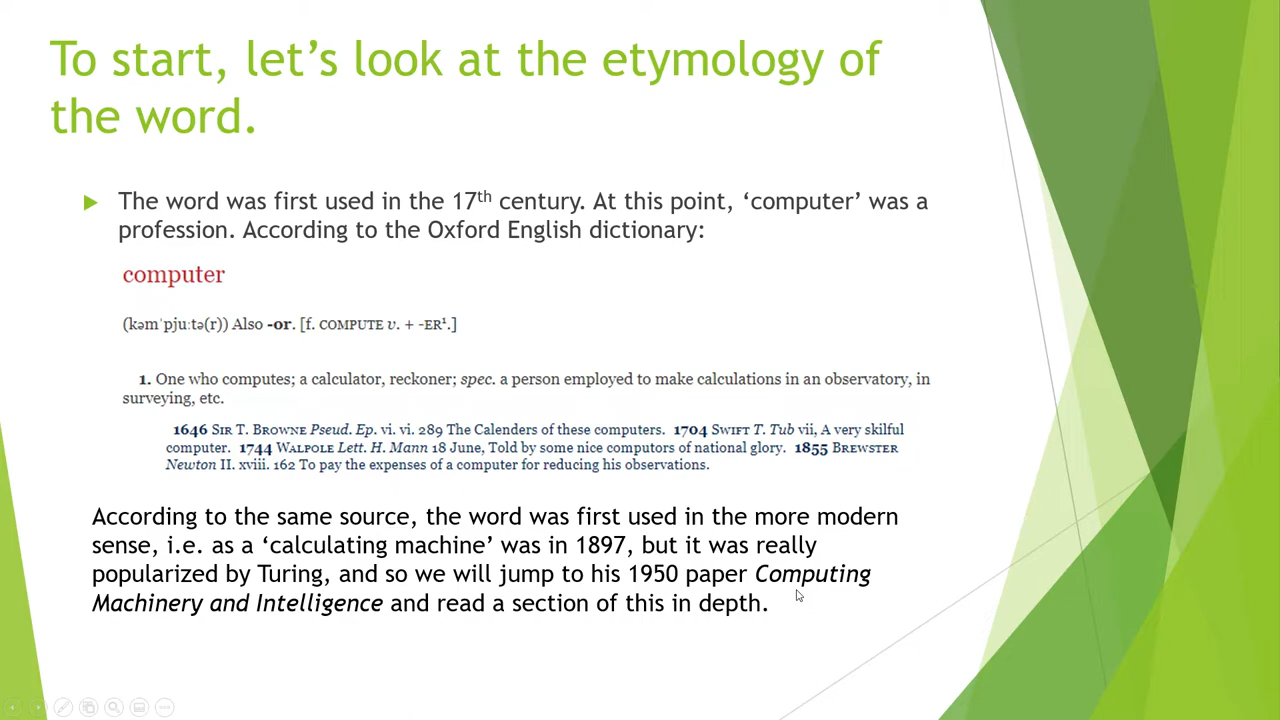 To start, let’s look at the etymology of
the word.
The word was first used in the 17th century. At this point, ‘computer’ was a
profession. According to the Oxford English dictionary:
computer
(kəmˈpjuːtə(r)) Also -or. [f. COMPUTE v. + -ER¹.]
1. One who computes; a calculator, reckoner; spec. a person employed to make calculations in an observatory, in
surveying, etc.
1646 SIR T. BROWNE Pseud. Ep. vi. vi. 289 The Calenders of these computers. 1704 SWIFT T. Tub vii, A very skilful
computer. 1744 WALPOLE Lett. H. Mann 18 June, Told by some nice computors of national glory. 1855 BREWSTER
Newton II. xviii. 162 To pay the expenses of a computer for reducing his observations.
According to the same source, the word was first used in the more modern
sense, i.e. as a ‘calculating machine’ was in 1897, but it was really
popularized by Turing, and so we will jump to his 1950 paper Computing
Machinery and Intelligence and read a section of this in depth.